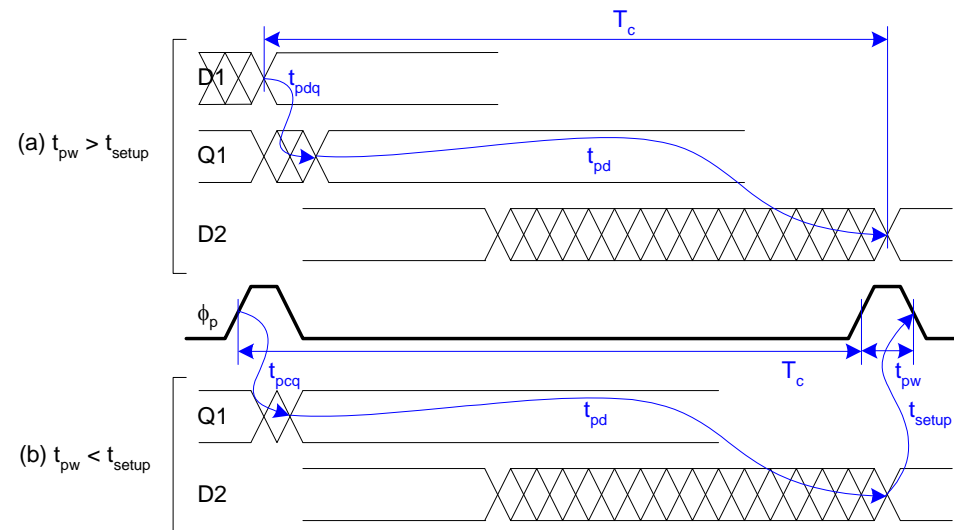 T_c
D1
t_pdq
(a) t_pw > t_setup
Q1
t_pd
D2
ϕ_p
T_c
t_pw
t_pcq
Q1
t_pd
t_setup
(b) t_pw < t_setup
D2